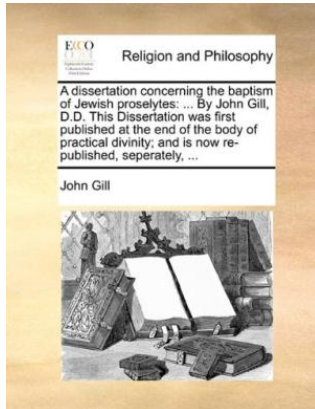 ECCO
Religion and Philosophy
A dissertation concerning the baptism
of Jewish proselytes: ... By John Gill,
D.D. This Dissertation was first
published at the end of the body of
practical divinity; and is now re-
published, seperately, ...
John Gill